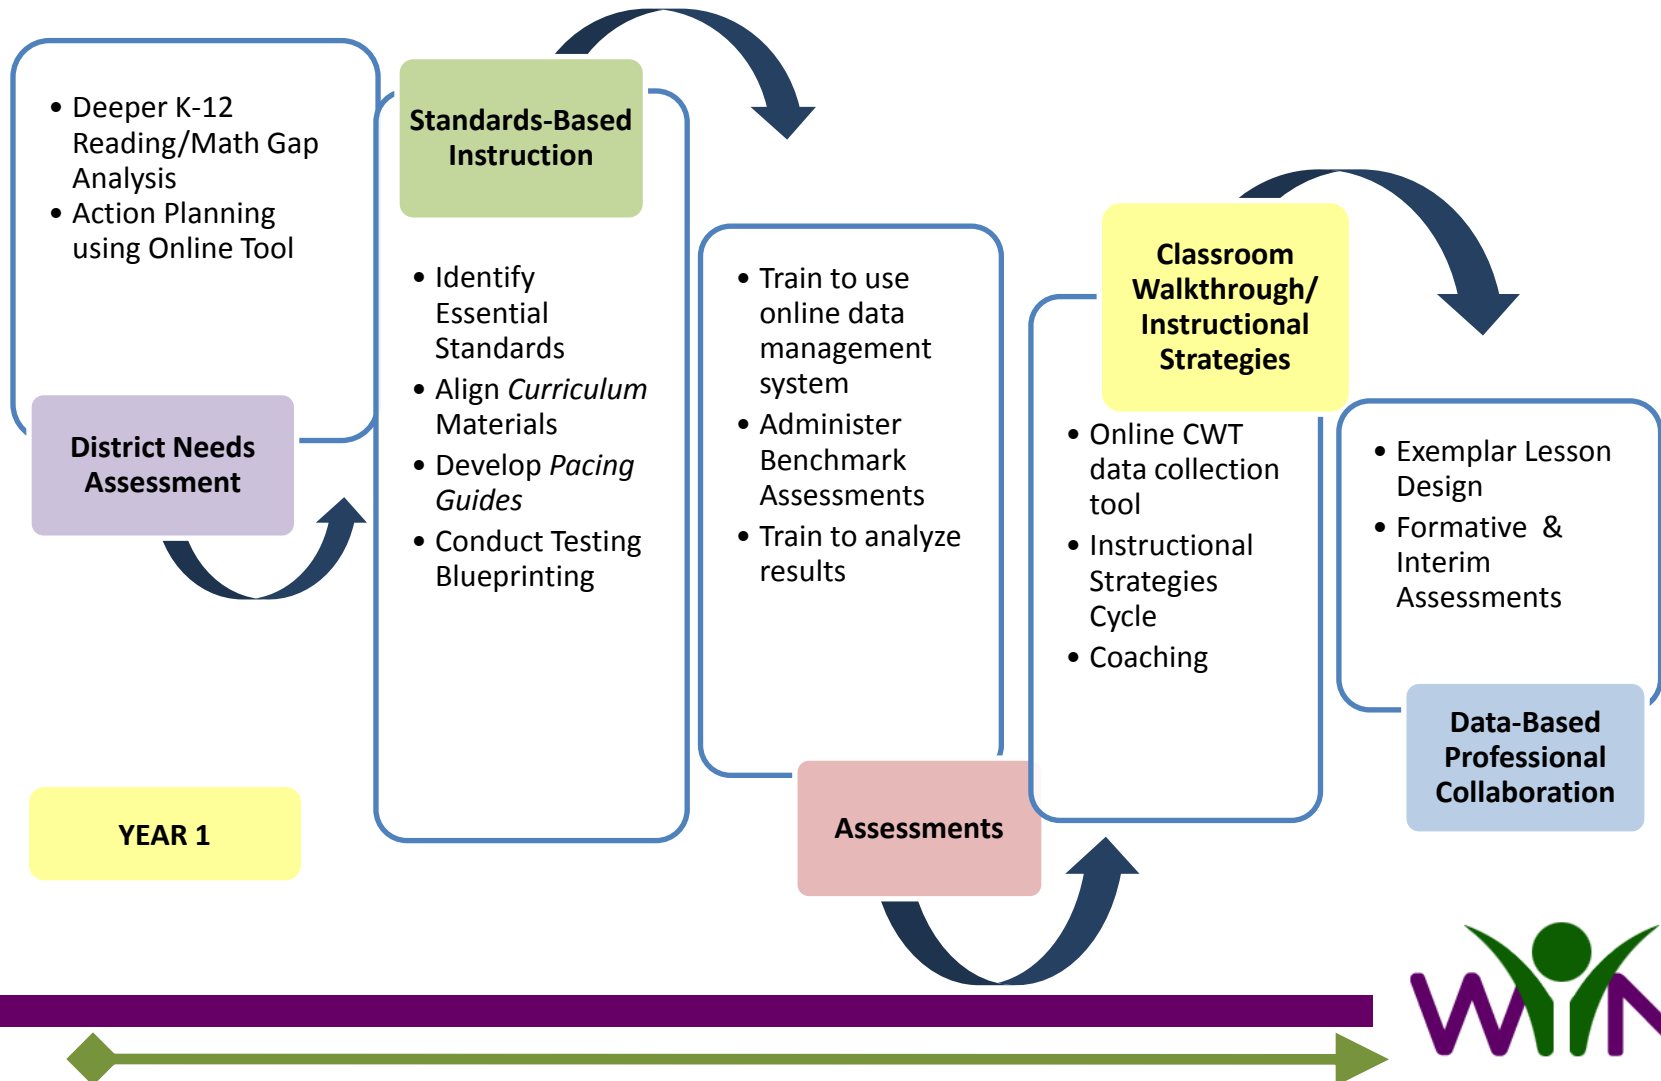 • Deeper K-12
Reading/Math Gap
Analysis
• Action Planning
using Online Tool
District Needs
Assessment
Standards-Based
Instruction
• Identify
Essential
Standards
• Align Curriculum
Materials
• Develop Pacing
Guides
• Conduct Testing
Blueprinting
• Train to use
online data
management
system
• Administer
Benchmark
Assessments
• Train to analyze
results
Assessments
Classroom
Walkthrough/
Instructional
Strategies
• Online CWT
data collection
tool
• Instructional
Strategies
Cycle
• Coaching
• Exemplar Lesson
Design
• Formative & 
Interim
Assessments
Data-Based
Professional
Collaboration
YEAR 1
WYN